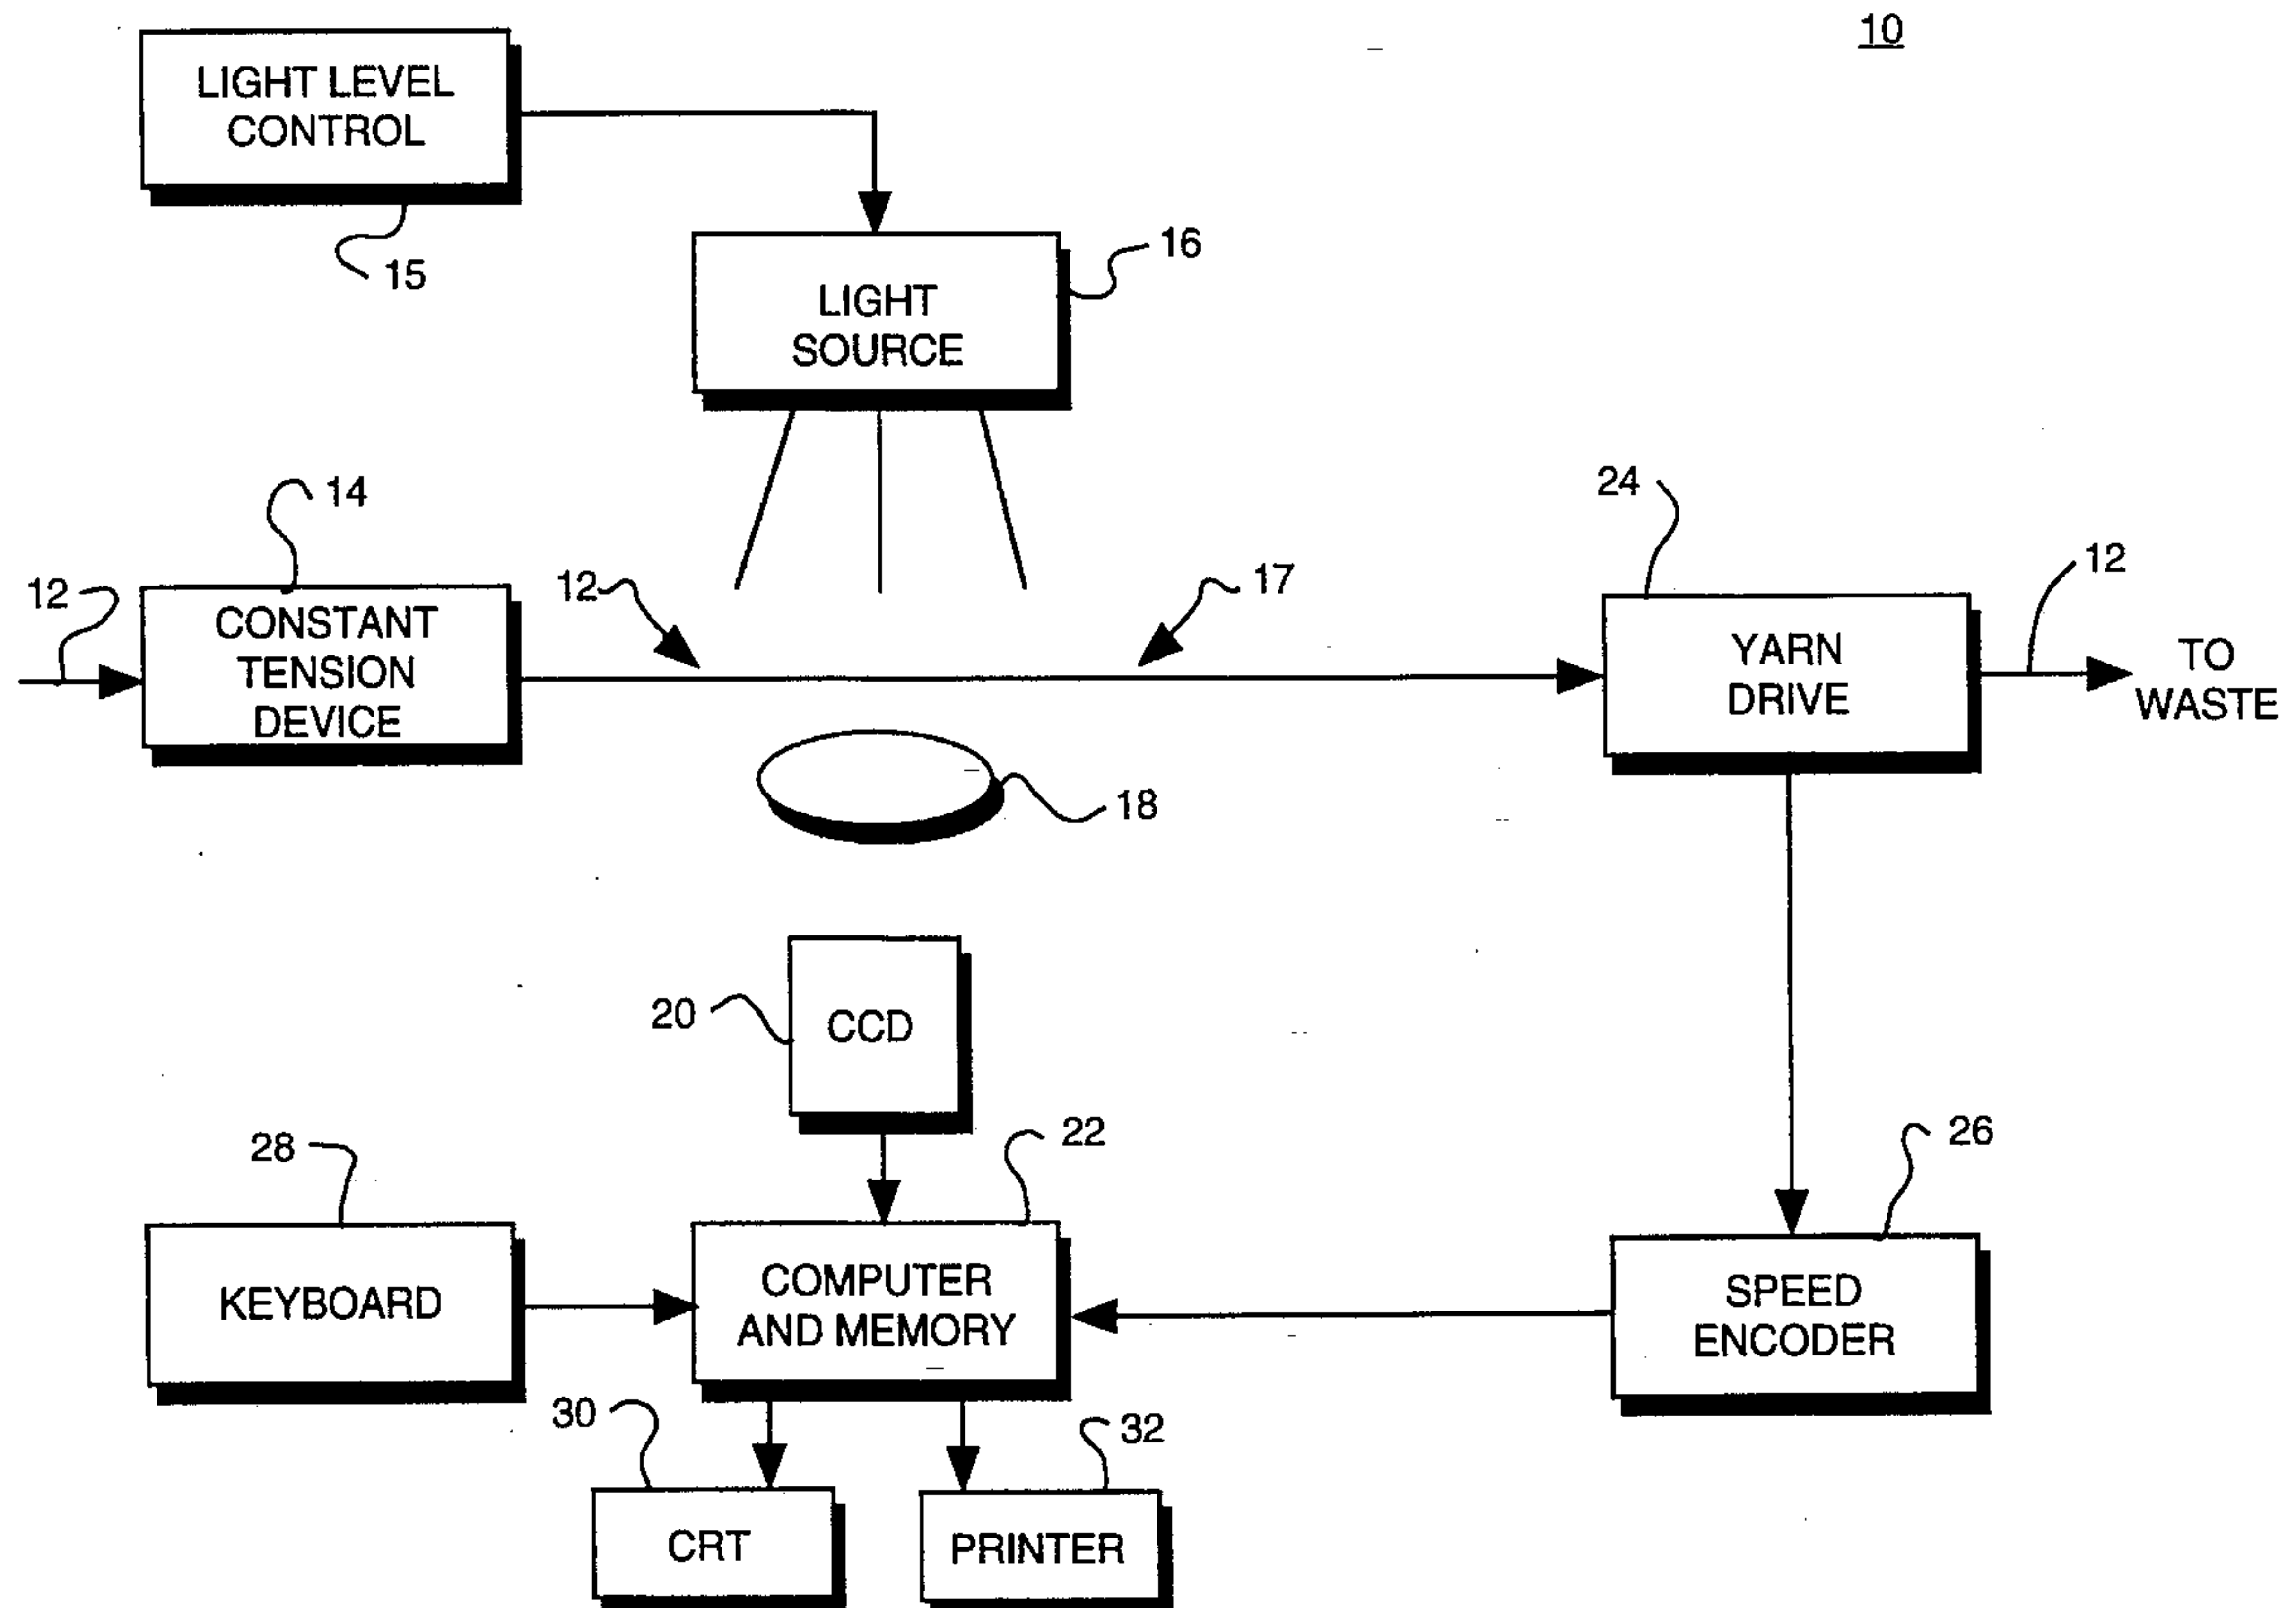 10
LIGHT LEVEL
CONTROL
15
LIGHT
SOURCE
16
14
12
CONSTANT
TENSION
DEVICE
12
17
24
YARN
DRIVE
12
TO
WASTE
18
20
CCD
28
KEYBOARD
22
COMPUTER
AND MEMORY
26
SPEED
ENCODER
30
CRT
32
PRINTER